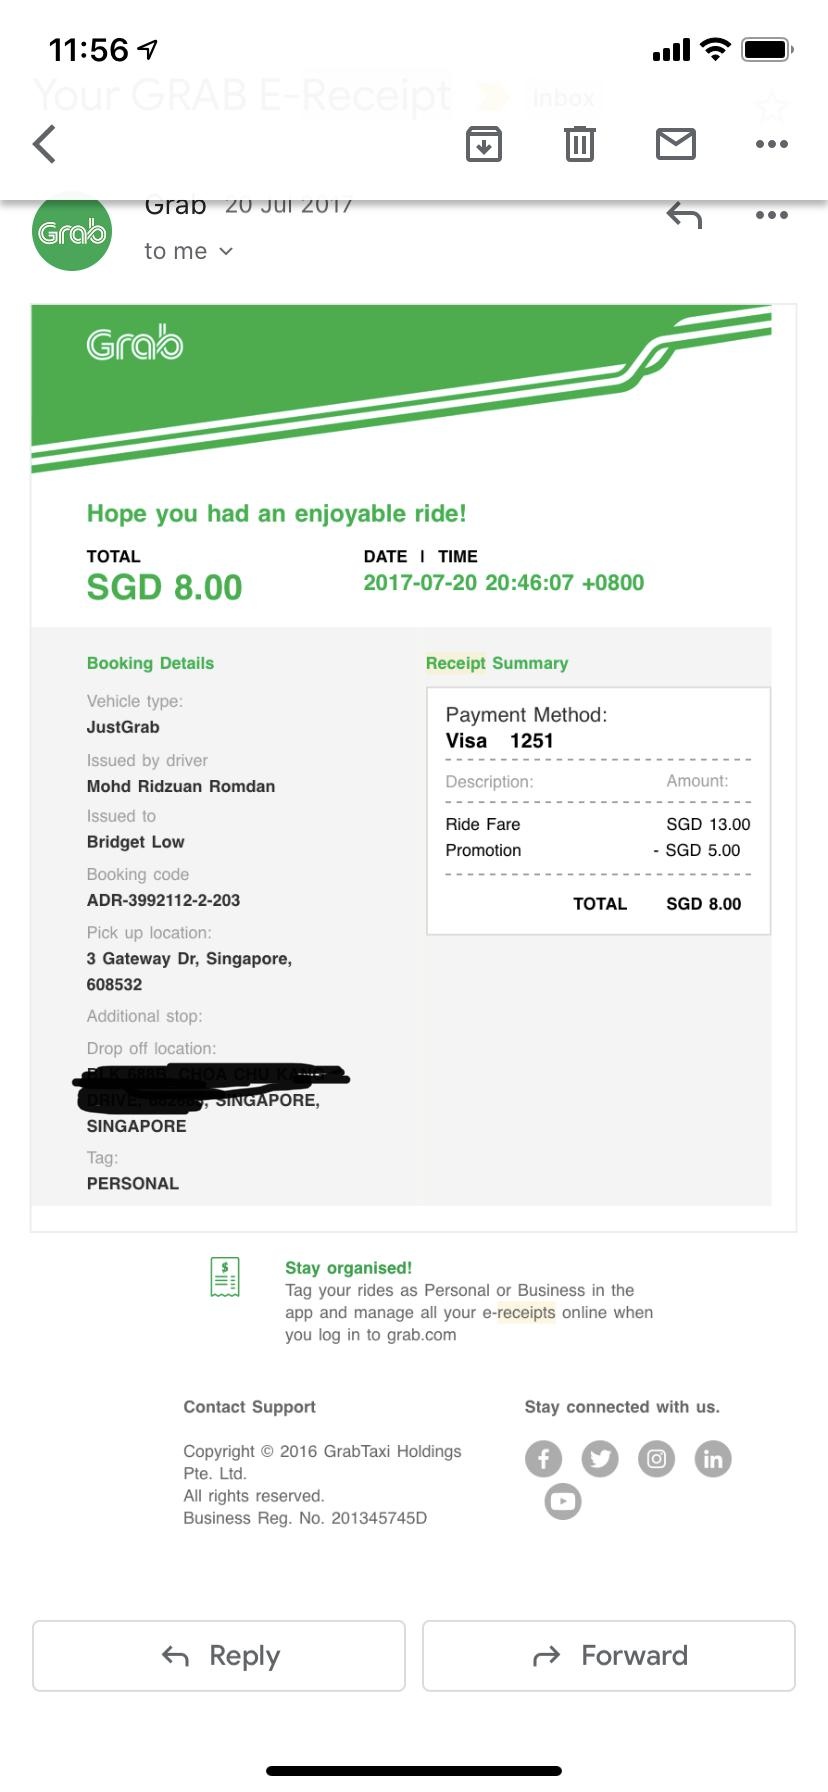 11:56
Your GRAB E-Receipt Inbox
Grab 20 Jul 2017
Grab
to me
Grab
Hope you had an enjoyable ride!
TOTAL
SGD 8.00
DATE | TIME
2017-07-20 20:46:07 +0800
Booking Details
Vehicle type:
JustGrab
Issued by driver
Mohd Ridzuan Romdan
Issued to
Bridget Low
Booking code
ADR-3992112-2-203
Pick up location:
3 Gateway Dr, Singapore,
608532
Additional stop:
Drop off location:
SINGAPORE,
SINGAPORE
Tag:
PERSONAL
Receipt Summary
Payment Method:
Visa 1251
Description: Amount:
Ride Fare SGD 13.00
Promotion - SGD 5.00
TOTAL SGD 8.00
$
Stay organised!
Tag your rides as Personal or Business in the
app and manage all your e-receipts online when
you log in to grab.com
Contact Support
Copyright © 2016 GrabTaxi Holdings
Pte. Ltd.
All rights reserved.
Business Reg. No. 201345745D
Stay connected with us.
f
in
Reply
Forward